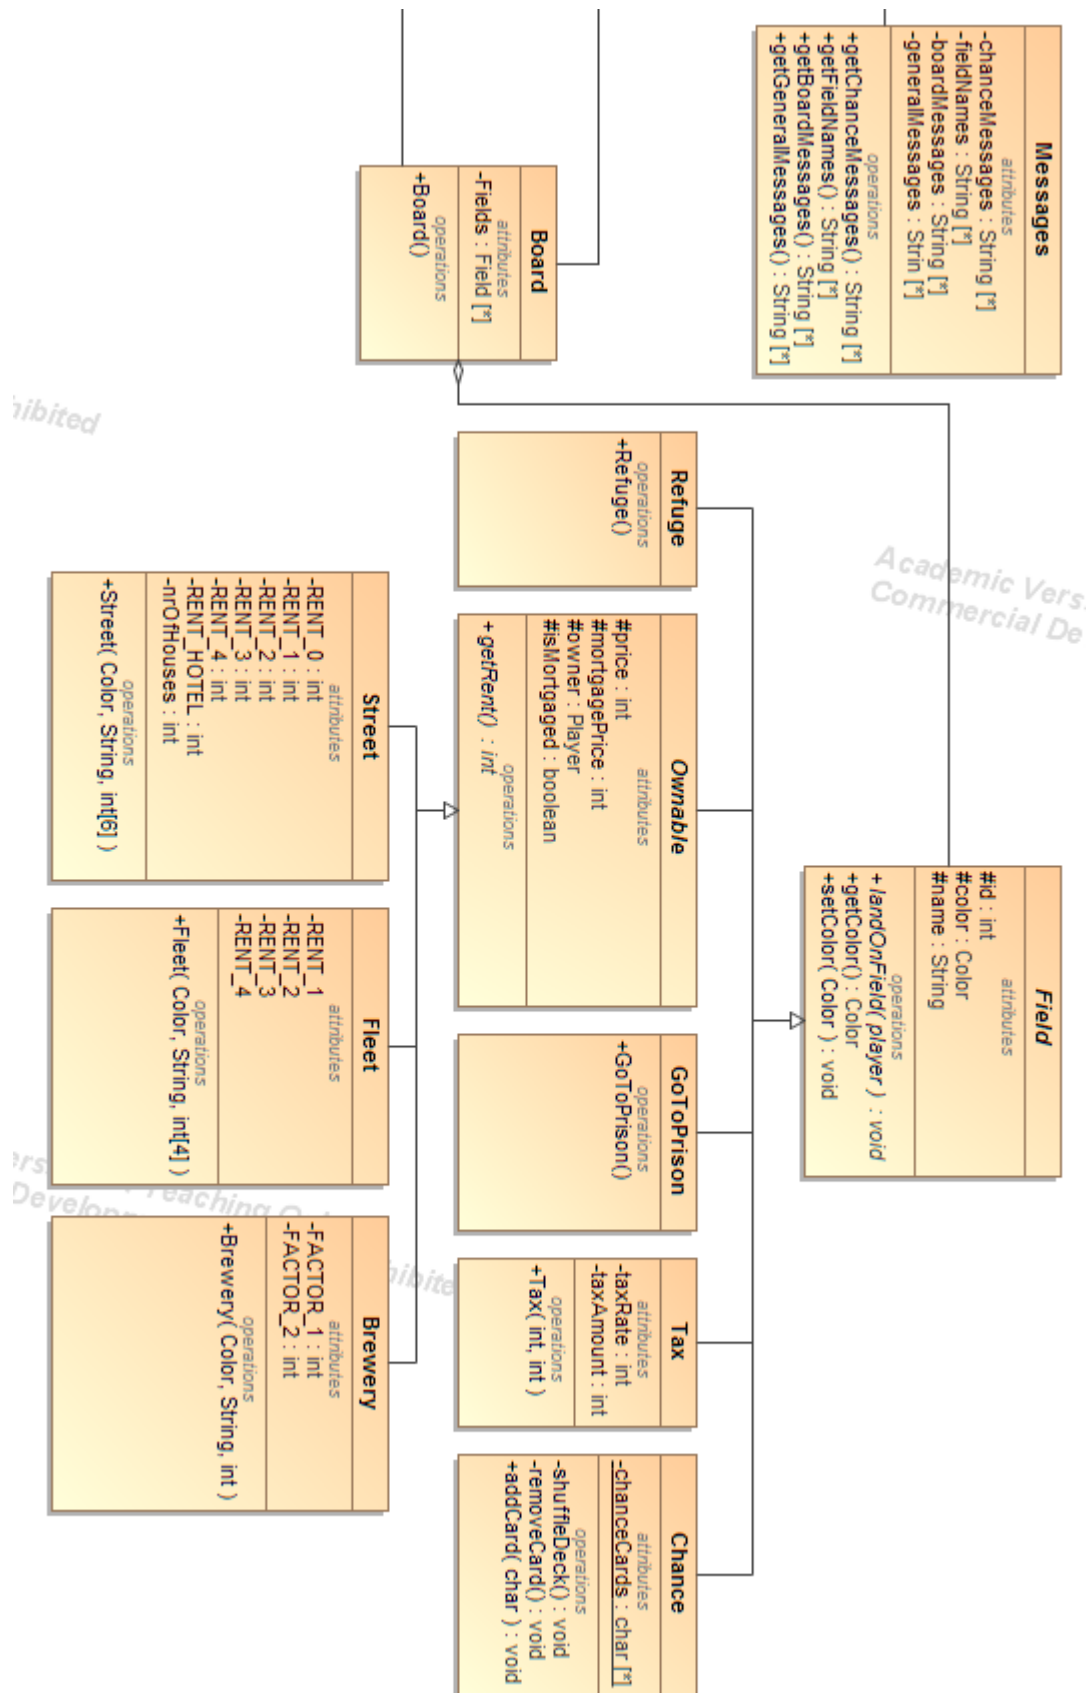 Messages
attributes
-chanceMessages : String [*]
-fieldNames : String [*]
-boardMessages : String [*]
-generalMessages : Strin [*]
operations
+getChanceMessages() : String [*]
+getFieldNames() : String [*]
+getBoardMessages() : String [*]
+getGeneralMessages() : String [*]
Field
attributes
#id : int
#color : Color
#name : String
operations
+landOnField( player ) : void
+getColor() : Color
+setColor( Color ) : void
Board
attributes
-Fields : Field [*]
operations
+Board()
Refuge
operations
+Refuge()
Ownable
attributes
#price : int
#mortgagePrice : int
#owner : Player
#isMortgaged : boolean
operations
+ getRent() : int
GoToPrison
operations
+GoToPrison()
Tax
attributes
-taxRate : int
-taxAmount : int
operations
+Tax( int, int )
Chance
attributes
-chanceCards : char [*]
operations
-shuffleDeck() : void
-removeCard() : void
+addCard( char ) : void
Street
attributes
-RENT_0 : int
-RENT_1 : int
-RENT_2 : int
-RENT_3 : int
-RENT_4 : int
-RENT_HOTEL : int
-nrOfHouses : int
operations
+Street( Color, String, int[6] )
Fleet
attributes
-RENT_1
-RENT_2
-RENT_3
-RENT_4
operations
+Fleet( Color, String, int[4] )
Brewery
attributes
-FACTOR_1 : int
-FACTOR_2 : int
operations
+Brewery( Color, String, int )
Academic Vers
Commercial De
hibited